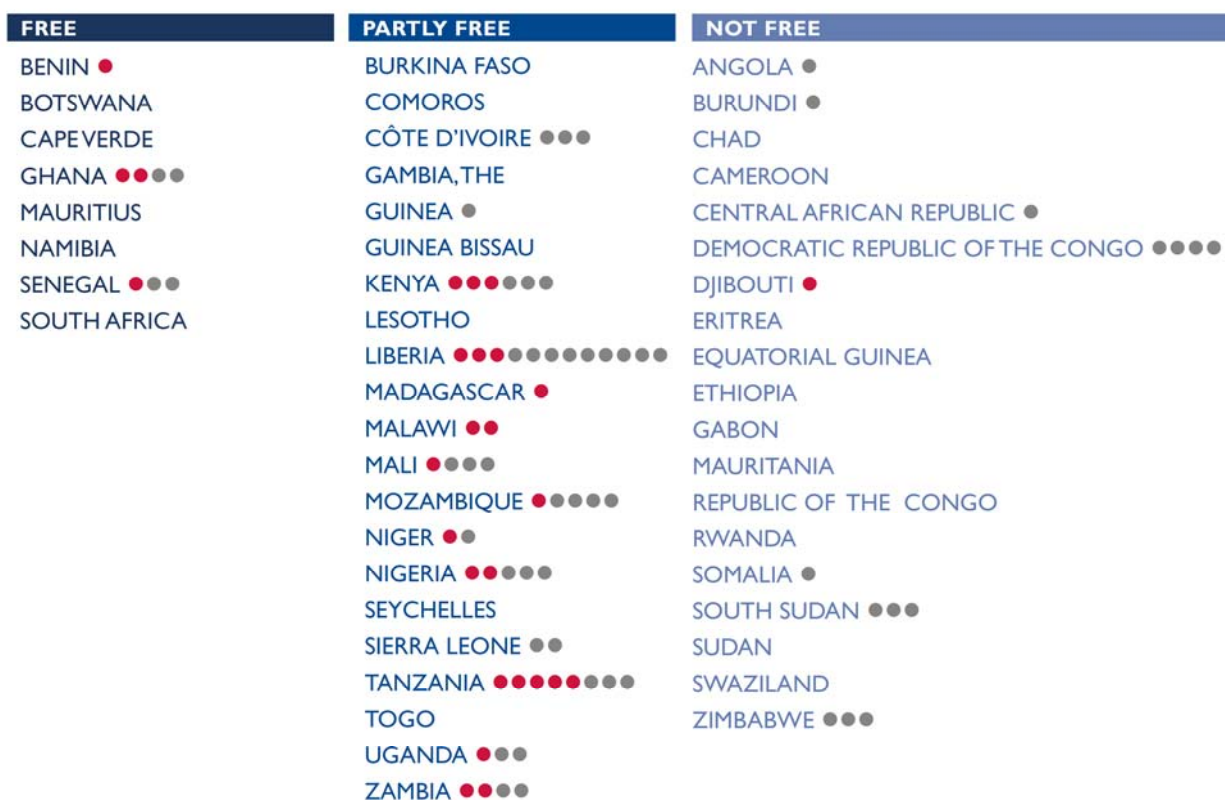 FREE
BENIN
BOTSWANA
CAPE VERDE
GHANA
MAURITIUS
NAMIBIA
SENEGAL
SOUTH AFRICA
PARTLY FREE
BURKINA FASO
COMOROS
CÔTE D'IVOIRE
GAMBIA, THE
GUINEA
GUINEA BISSAU
KENYA
LESOTHO
LIBERIA
MADAGASCAR
MALAWI
MALI
MOZAMBIQUE
NIGER
NIGERIA
SEYCHELLES
SIERRA LEONE
TANZANIA
TOGO
UGANDA
ZAMBIA
NOT FREE
ANGOLA
BURUNDI
CHAD
CAMEROON
CENTRAL AFRICAN REPUBLIC
DEMOCRATIC REPUBLIC OF THE CONGO
DJIBOUTI
ERITREA
EQUATORIAL GUINEA
ETHIOPIA
GABON
MAURITANIA
REPUBLIC OF THE CONGO
RWANDA
SOMALIA
SOUTH SUDAN
SUDAN
SWAZILAND
ZIMBABWE